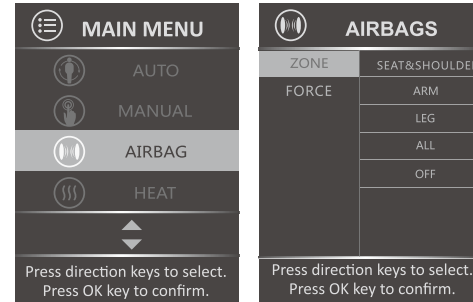 MAIN MENU
AUTO
MANUAL
AIRBAG
HEAT
Press direction keys to select.
Press OK key to confirm.
AIRBAGS
ZONE
FORCE
SEAT&SHOULDER
ARM
LEG
ALL
OFF
Press direction keys to select.
Press OK key to confirm.